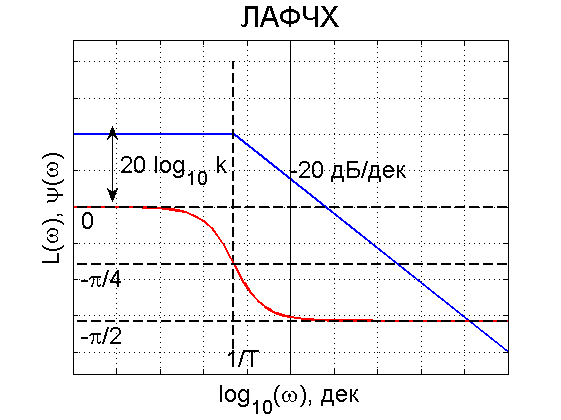 ЛАФЧХ
L(ω), ψ(ω)
20 log10 k
-20 дБ/дек
0
-π/4
-π/2
1/T
log10(ω), дек